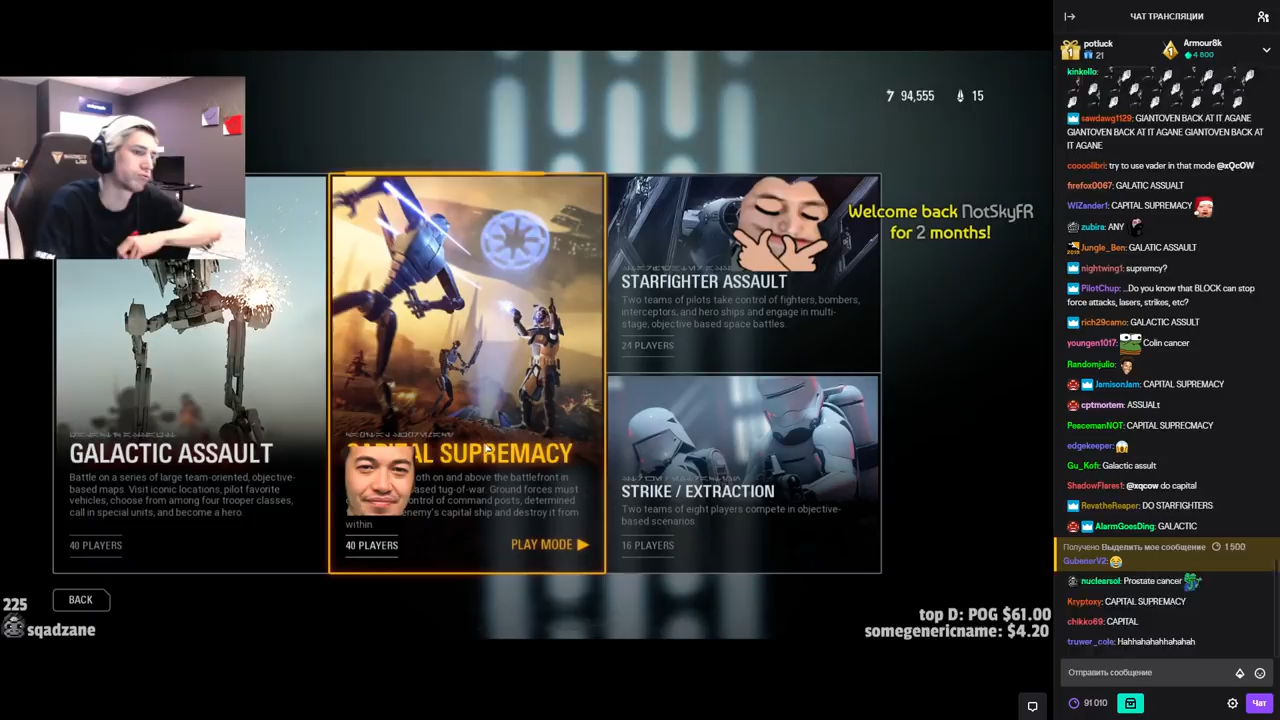 94,555
15
Welcome back NotSkyfR
for 2 months!
GALACTIC ASSAULT
Battle on a series of large team-oriented, objective-
based maps. Visit iconic locations, pilot favorite
vehicles, choose from among four trooper classes,
call in special units, and become a hero.
40 PLAYERS
SUPREMACY
oth on and above the battlefront in
ased tug-of-war. Ground forces must
ontrol of command posts, determined
enemy's capital ship and destroy it from
within
40 PLAYERS
PLAY MODE
STARFIGHTER ASSAULT
Two teams of pilots take control of fighters, bombers,
interceptors, and hero ships and engage in multi-
stage, objective based space battles.
24 PLAYERS
STRIKE / EXTRACTION
Two teams of eight players compete in objective-
based scenarios
16 PLAYERS
BACK
225
sqadzane
top D: POG $61.00
somegenericname: $4.20
ЧАТ ТРАНСЛЯЦИИ
1 potluck 21
1 Armour8k 4 800
kinkello:
sawdawg1129: GIANTOVEN BACK AT IT AGANE
GIANTOVEN BACK AT IT AGANE GIANTOVEN BACK AT
IT AGANE
coooolibri: try to use vader in that mode @xQcOW
firefox0067: GALATIC ASSUALT
WIZander1: CAPITAL SUPREMACY
zubira: ANY
Jungle_Ben: GALACTIC ASSAULT
nightwing1: supremcy?
PilotChup: ...Do you know that BLOCK can stop
force attacks, lasers, strikes, etc?
rich29camo: GALACTIC ASSULT
youngen1017: Colin cancer
Randomjulio:
JamisonJam: CAPITAL SUPREMACY
cptmortem: ASSUALt
PeacemanNOT: CAPITAL SUPRECMACY
edgekeeper:
Gu_Kofi: Galactic assult
ShadowFlares1: @xqcow do capital
RevatheReaper: DO STARFIGHTERS
AlarmGoesDing: GALACTIC
Получено Выделить мое сообщение 1 500
GubenerV2:
nuclearsol: Prostate cancer
Kryptoxy: CAPITAL SUPREMACY
chikko69: CAPITAL
truwer_cole: Hahhahahahhahahah
Отправить сообщение
91 010
Чат